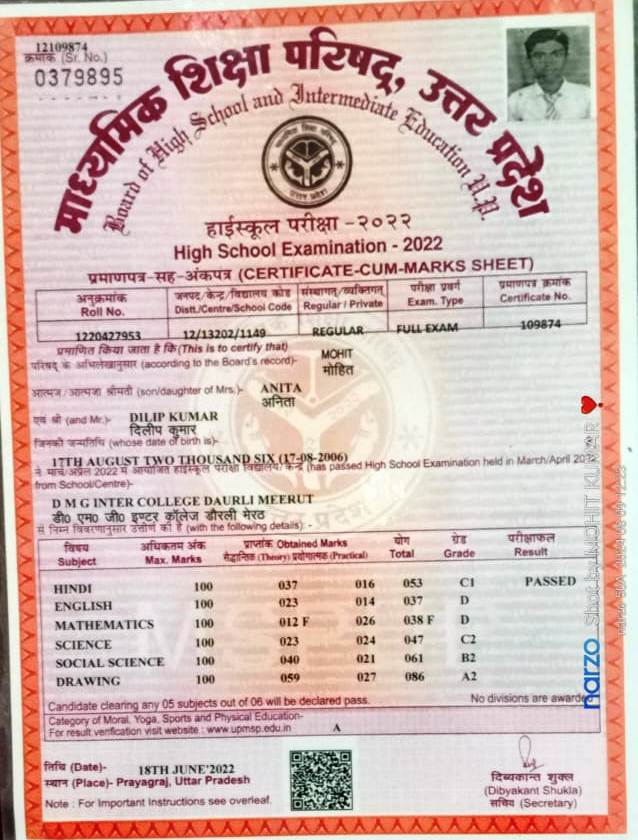 12109874
क्रमांक (Sr. No.)
0379895
माध्यमिक शिक्षा परिषद्, उत्तर प्रदेश
Board of High School and Intermediate Education U.P.
हाईस्कूल परीक्षा -२०२२
High School Examination - 2022
प्रमाणपत्र-सह-अंकपत्र (CERTIFICATE-CUM-MARKS SHEET)
अनुक्रमांक जनपद/केन्द्र/विद्यालय कोड संस्थागत/व्यक्तिगत परीक्षा प्रवर्ग प्रमाणपत्र क्रमांक
Roll No. Distt./Centre/School Code Regular / Private Exam. Type Certificate No.
1220427953 12/13202/1149 REGULAR FULL EXAM 109874
प्रमाणित किया जाता है कि (This is to certify that)
MOHIT
परिषद के अभिलेखानुसार (according to the Board's record)-
मोहित
आत्मज/आत्मजा श्रीमती (son/daughter of Mrs.)- ANITA
अनिता
एवं श्री (and Mr.)- DILIP KUMAR
दिलीप कुमार
जिनकी जन्मतिथि (whose date of birth is)-
17TH AUGUST TWO THOUSAND SIX (17-08-2006)
ने मार्च/अप्रैल 2022 में आयोजित हाईस्कूल परीक्षा विद्यालय/केन्द्र (has passed High School Examination held in March/April 2022
from School/Centre)-
D M G INTER COLLEGE DAURLI MEERUT
डी० एम० जी० इण्टर कॉलेज डौरली मेरठ
से निम्न विवरणानुसार उत्तीर्ण की है (with the following details): -
विषय अधिकतम अंक प्राप्तांक Obtained Marks योग ग्रेड परीक्षाफल
Subject Max. Marks सैद्धान्तिक (Theory) प्रयोगात्मक (Practical) Total Grade Result
HINDI 100 037 016 053 C1 PASSED
ENGLISH 100 023 014 037 D
MATHEMATICS 100 012 F 026 038 F D
SCIENCE 100 023 024 047 C2
SOCIAL SCIENCE 100 040 021 061 B2
DRAWING 100 059 027 086 A2
Candidate clearing any 05 subjects out of 06 will be declared pass. No divisions are awarde
Category of Moral, Yoga, Sports and Physical Education-
For result verification visit website : www.upmsp.edu.in A
तिथि (Date)- 18TH JUNE'2022
स्थान (Place)- Prayagraj, Uttar Pradesh
Note : For Important Instructions see overleaf.
दिब्यकान्त शुक्ल
(Dibyakant Shukla)
सचिव (Secretary)
narzo Shot by MOHIT KUMAR